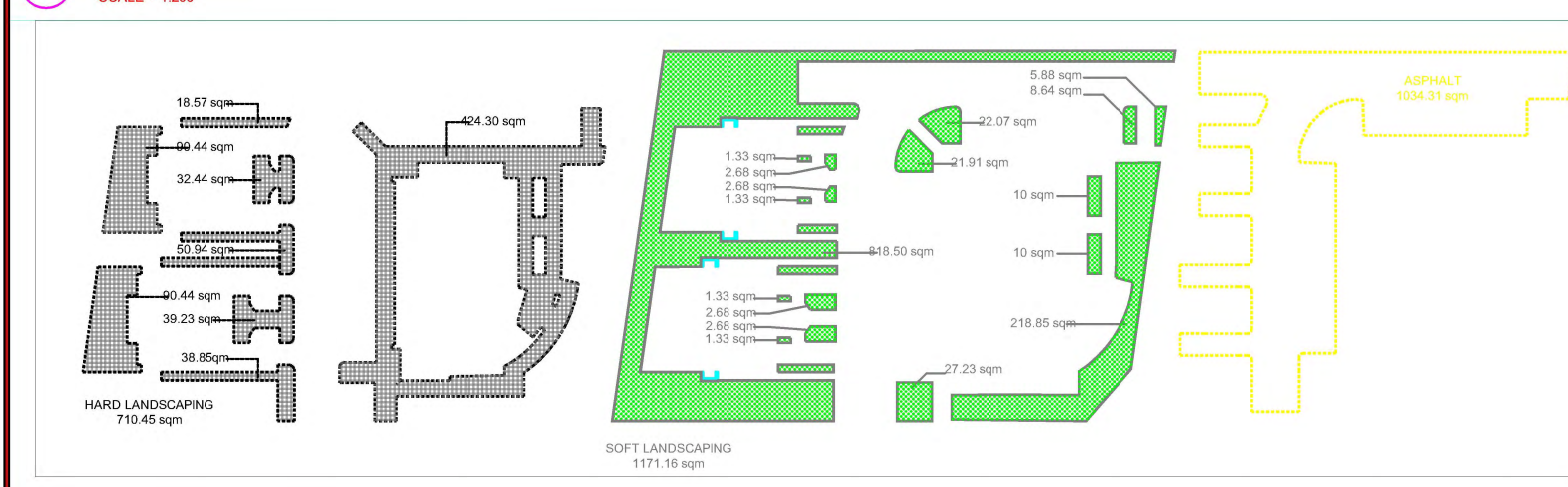 18.57 sqm
90.44 sqm
32.44 sqm
50.94 sqm
90.44 sqm
39.23 sqm
38.85qm
HARD LANDSCAPING
710.45 sqm
424.30 sqm
1.33 sqm
2.68 sqm
2.68 sqm
1.33 sqm
818.50 sqm
1.33 sqm
2.68 sqm
2.68 sqm
1.33 sqm
SOFT LANDSCAPING
1171.16 sqm
5.88 sqm
8.64 sqm
22.07 sqm
21.91 sqm
10 sqm
10 sqm
218.85 sqm
27.23 sqm
ASPHALT
1034.31 sqm